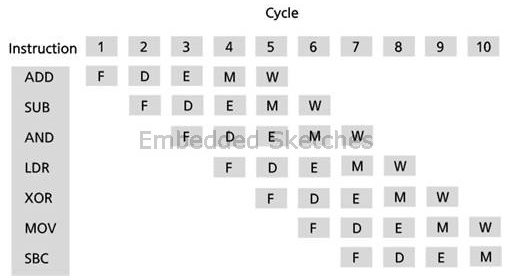 Cycle
Instruction 1 2 3 4 5 6 7 8 9 10
ADD F D E M W
SUB F D E M W
AND F D E M W
Embedded Sketches
LDR F D E M W
XOR F D E M W
MOV F D E M W
SBC F D E M